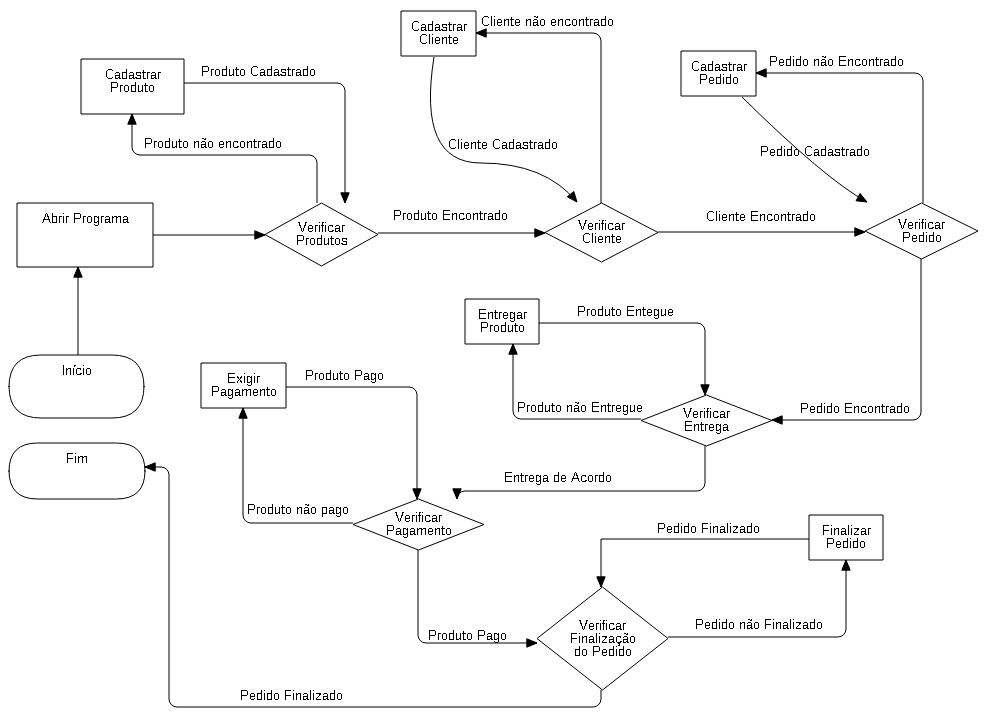 Cadastrar
Cliente
Cliente não encontrado
Cadastrar
Produto
Produto Cadastrado
Cadastrar
Pedido
Pedido não Encontrado
Produto não encontrado
Cliente Cadastrado
Pedido Cadastrado
Abrir Programa
Verificar
Produtos
Produto Encontrado
Verificar
Cliente
Cliente Encontrado
Verificar
Pedido
Entregar
Produto
Produto Entegue
Início
Exigir
Pagamento
Produto Pago
Produto não Entregue
Verificar
Entrega
Pedido Encontrado
Fim
Entrega de Acordo
Produto não pago
Verificar
Pagamento
Pedido Finalizado
Finalizar
Pedido
Produto Pago
Verificar
Finalização
do Pedido
Pedido não Finalizado
Pedido Finalizado